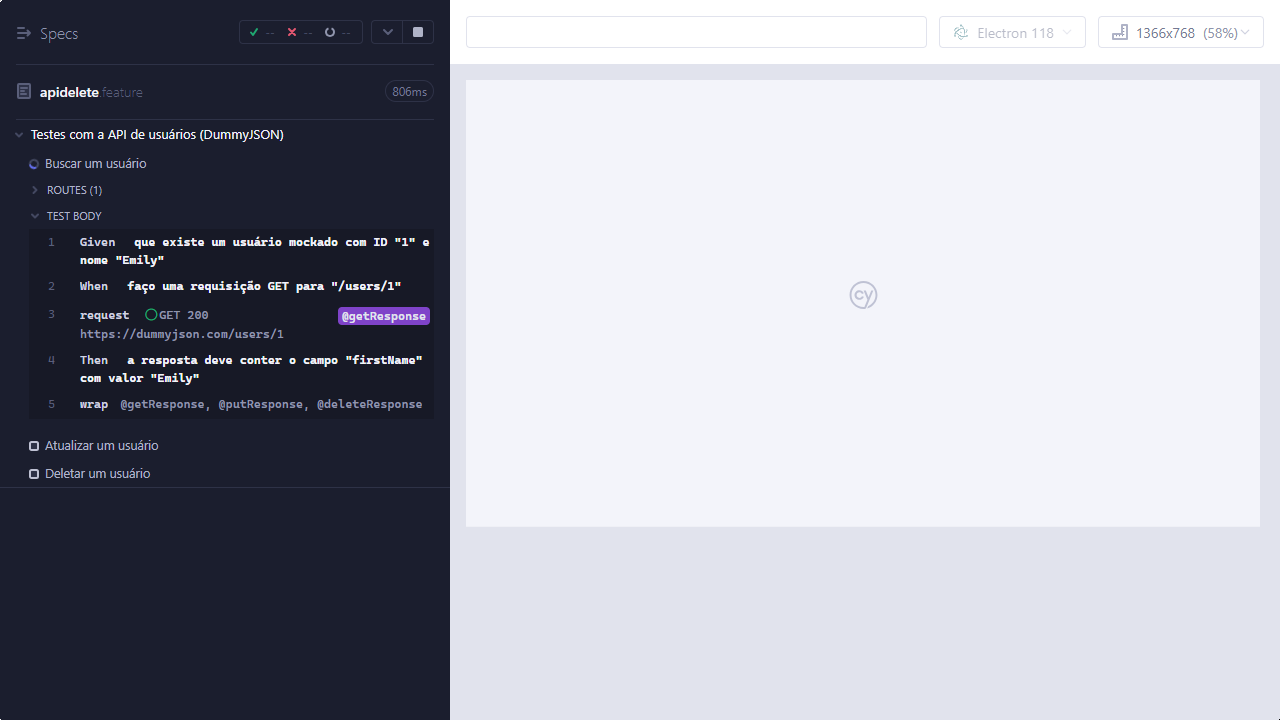 Specs
--
--
--
Electron 118
1366x768 (58%)
apidelete.feature
806ms
Testes com a API de usuários (DummyJSON)
Buscar um usuário
ROUTES (1)
TEST BODY
1 Given que existe um usuário mockado com ID "1" e
nome "Emily"
2 When faço uma requisição GET para "/users/1"
3 request GET 200 @getResponse
https://dummyjson.com/users/1
4 Then a resposta deve conter o campo "firstName"
com valor "Emily"
5 wrap @getResponse, @putResponse, @deleteResponse
Atualizar um usuário
Deletar um usuário
cy